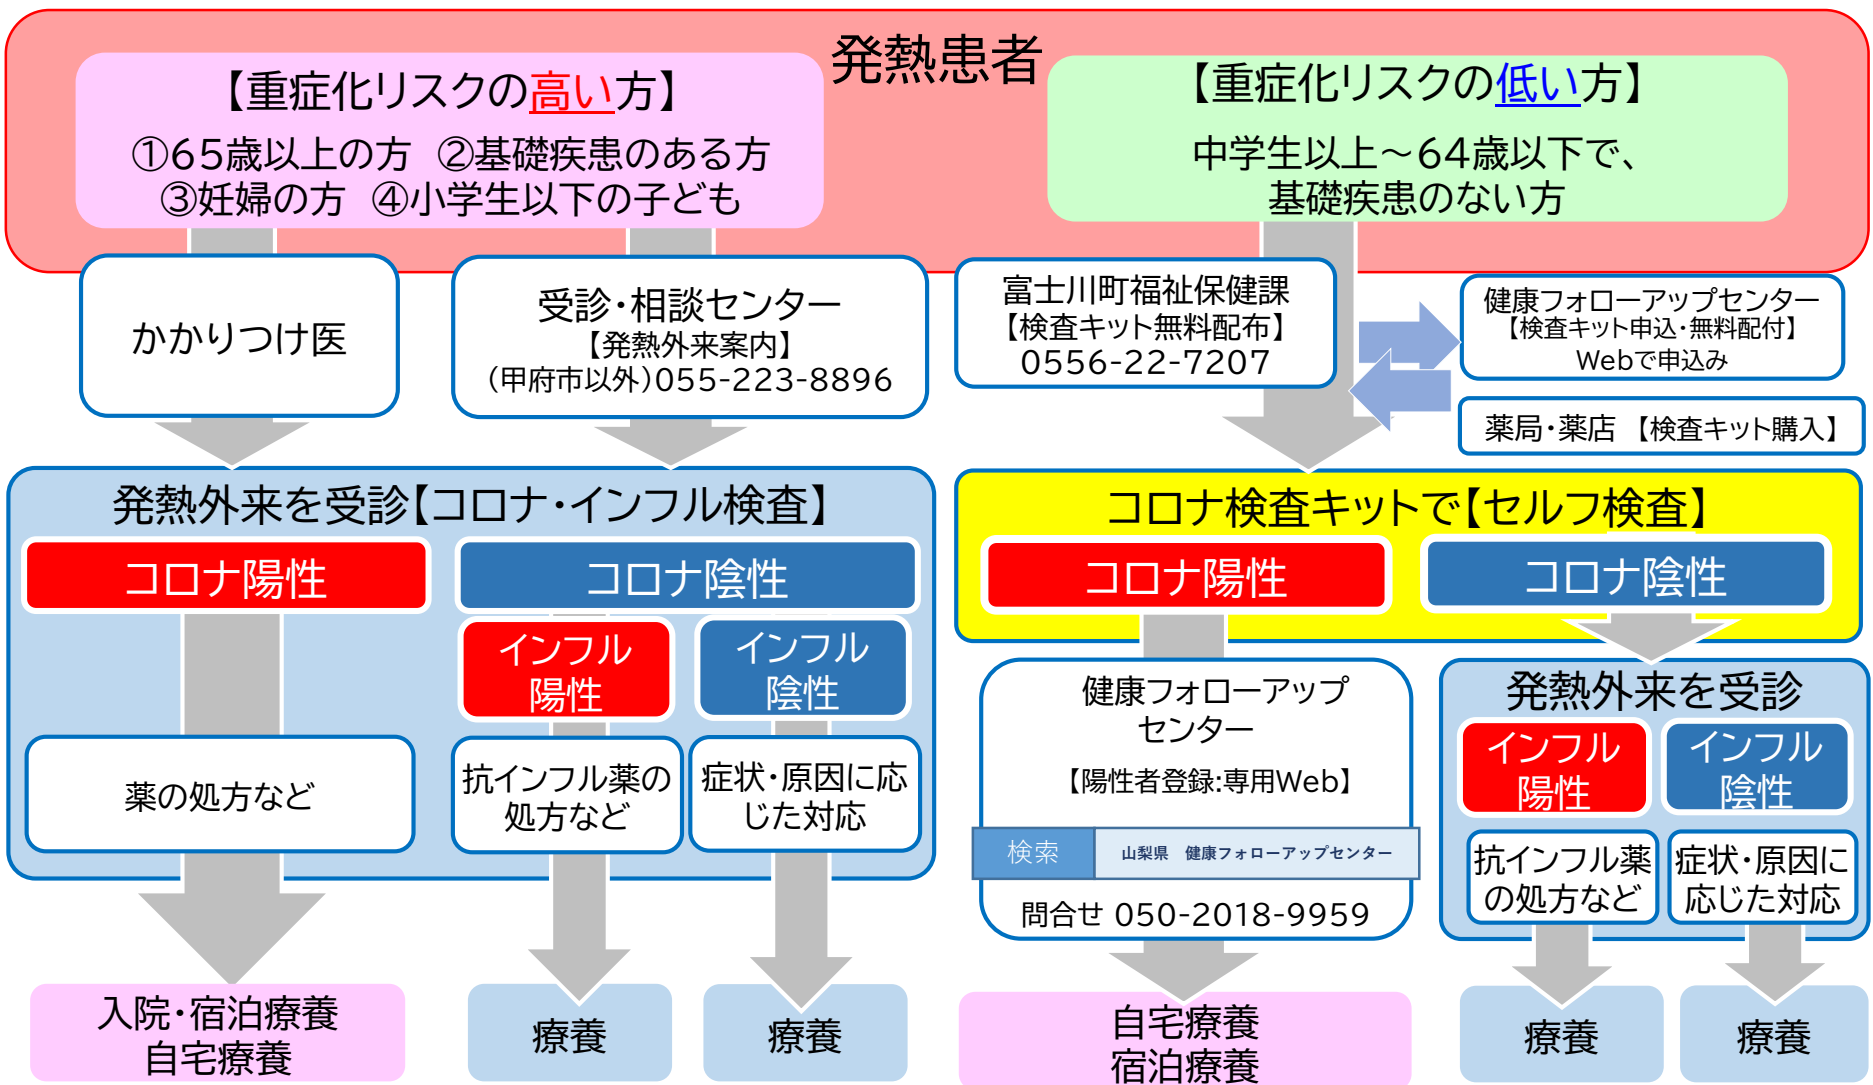 発熱患者
【重症化リスクの高い方】
①65歳以上の方 ②基礎疾患のある方
③妊婦の方 ④小学生以下の子ども
【重症化リスクの低い方】
中学生以上～64歳以下で、
基礎疾患のない方
かかりつけ医
受診・相談センター
【発熱外来案内】
(甲府市以外)055-223-8896
富士川町福祉保健課
【検査キット無料配布】
0556-22-7207
健康フォローアップセンター
【検査キット申込・無料配付】
Webで申込み
薬局・薬店 【検査キット購入】
発熱外来を受診【コロナ・インフル検査】
コロナ陽性
コロナ陰性
インフル
陽性
インフル
陰性
薬の処方など
抗インフル薬の
処方など
症状・原因に応
じた対応
入院・宿泊療養
自宅療養
療養
療養
コロナ検査キットで【セルフ検査】
コロナ陽性
コロナ陰性
健康フォローアップ
センター
【陽性者登録:専用Web】
検索
山梨県 健康フォローアップセンター
問合せ 050-2018-9959
自宅療養
宿泊療養
発熱外来を受診
インフル
陽性
インフル
陰性
抗インフル薬
の処方など
症状・原因に
応じた対応
療養
療養